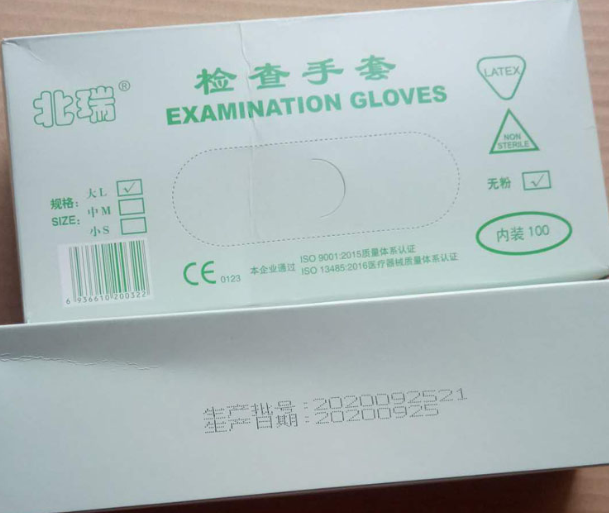 北瑞®
检查手套
EXAMINATION GLOVES
LATEX
NON
STERILE
规格:
SIZE:
大L
中M
小S
无粉
内装 100
6 936610 200322
CE 0123
本企业通过
ISO 9001:2015质量体系认证
ISO 13485:2016医疗器械质量体系认证
生产批号:2020092521
生产日期:20200925